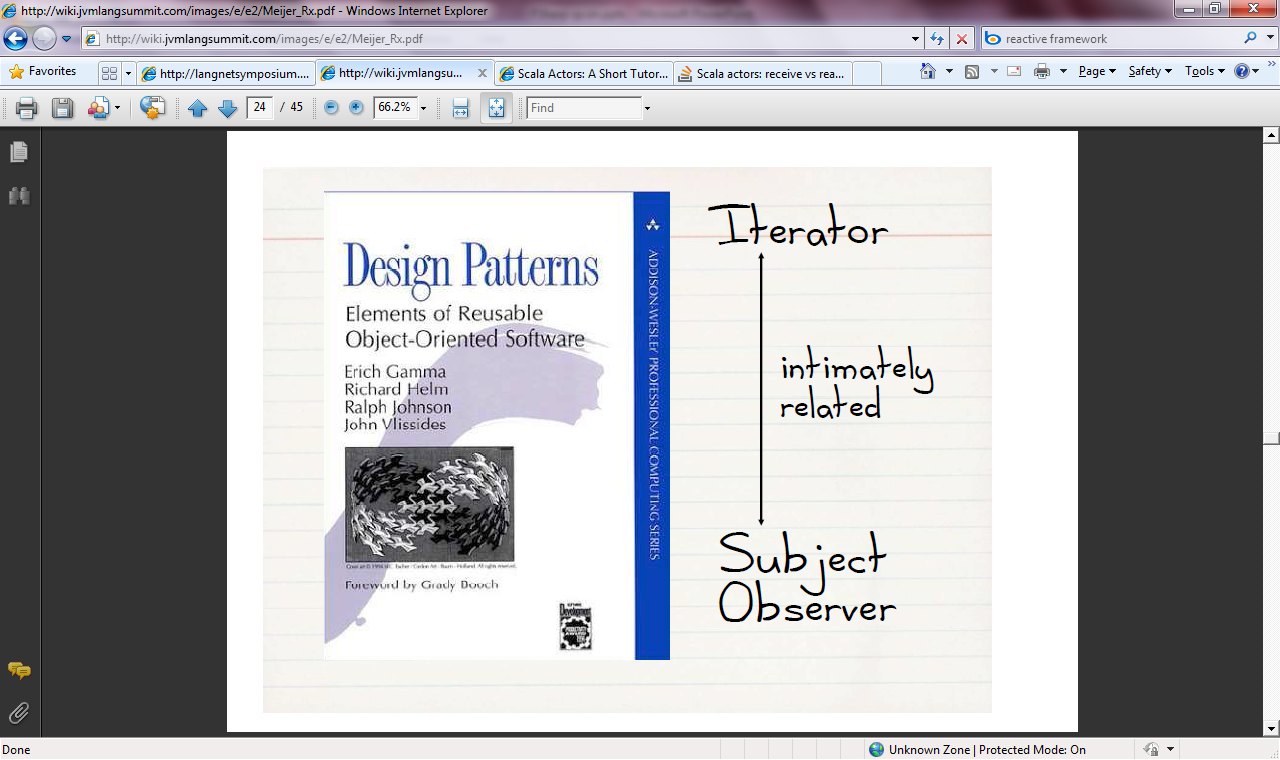 http://wiki.jvmlangsummit.com/images/e/e2/Meijer_Rx.pdf - Windows Internet Explorer
http://wiki.jvmlangsummit.com/images/e/e2/Meijer_Rx.pdf
reactive framework
Favorites
http://langnetsymposium....
http://wiki.jvmlangsu...
Scala Actors: A Short Tutor...
Scala actors: receive vs rea...
Page
Safety
Tools
24 / 45
66.2%
Find
Design Patterns
Elements of Reusable
Object-Oriented Software
Erich Gamma
Richard Helm
Ralph Johnson
John Vlissides
Foreword by Grady Booch
ADDISON-WESLEY PROFESSIONAL COMPUTING SERIES
Iterator
intimately
related
Subject
Observer
Done
Unknown Zone | Protected Mode: On